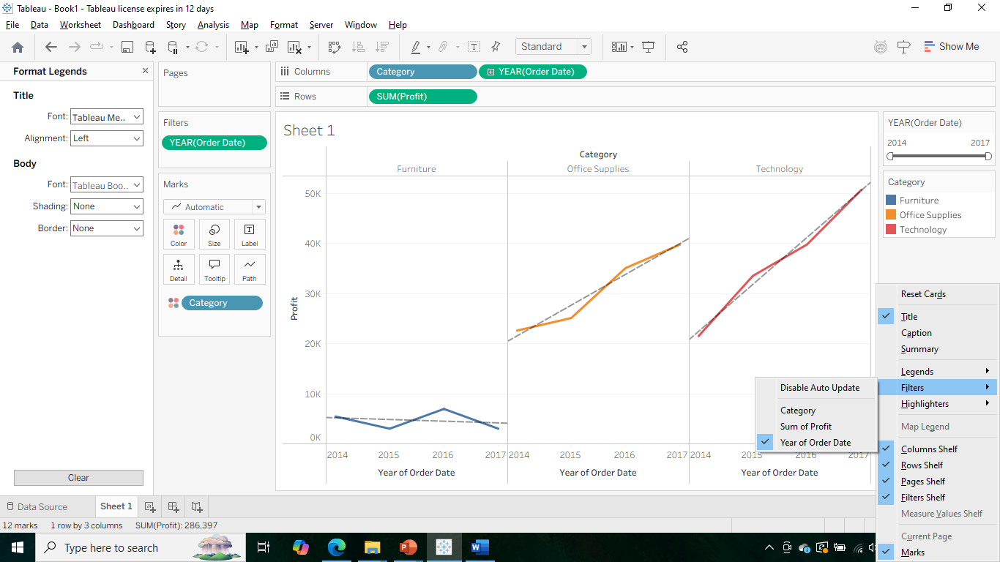 Tableau - Book1 - Tableau license expires in 12 days
File Data Worksheet Dashboard Story Analysis Map Format Server Window Help
Standard Show Me
Format Legends
Title
Font: Tableau Me..
Alignment: Left
Body
Font: Tableau Boo..
Shading: None
Border: None
Clear
Pages
Filters
YEAR(Order Date)
Marks
Automatic
Color Size Label
Detail Tooltip Path
Category
Columns Category YEAR(Order Date)
Rows SUM(Profit)
Sheet 1
Category
Furniture Office Supplies Technology
Profit
50K
40K
30K
20K
10K
0K
2014 2015 2016 2017 2014 2015 2016 2017 2014 2015 2016 2017
Year of Order Date Year of Order Date Year of Order Date
YEAR(Order Date)
2014 2017
Category
Furniture
Office Supplies
Technology
Reset Cards
Title
Caption
Summary
Legends
Filters
Highlighters
Map Legend
Columns Shelf
Rows Shelf
Pages Shelf
Filters Shelf
Measure Values Shelf
Current Page
Marks
Disable Auto Update
Category
Sum of Profit
Year of Order Date
Data Source Sheet 1
12 marks 1 row by 3 columns SUM(Profit): 286,397
Type here to search